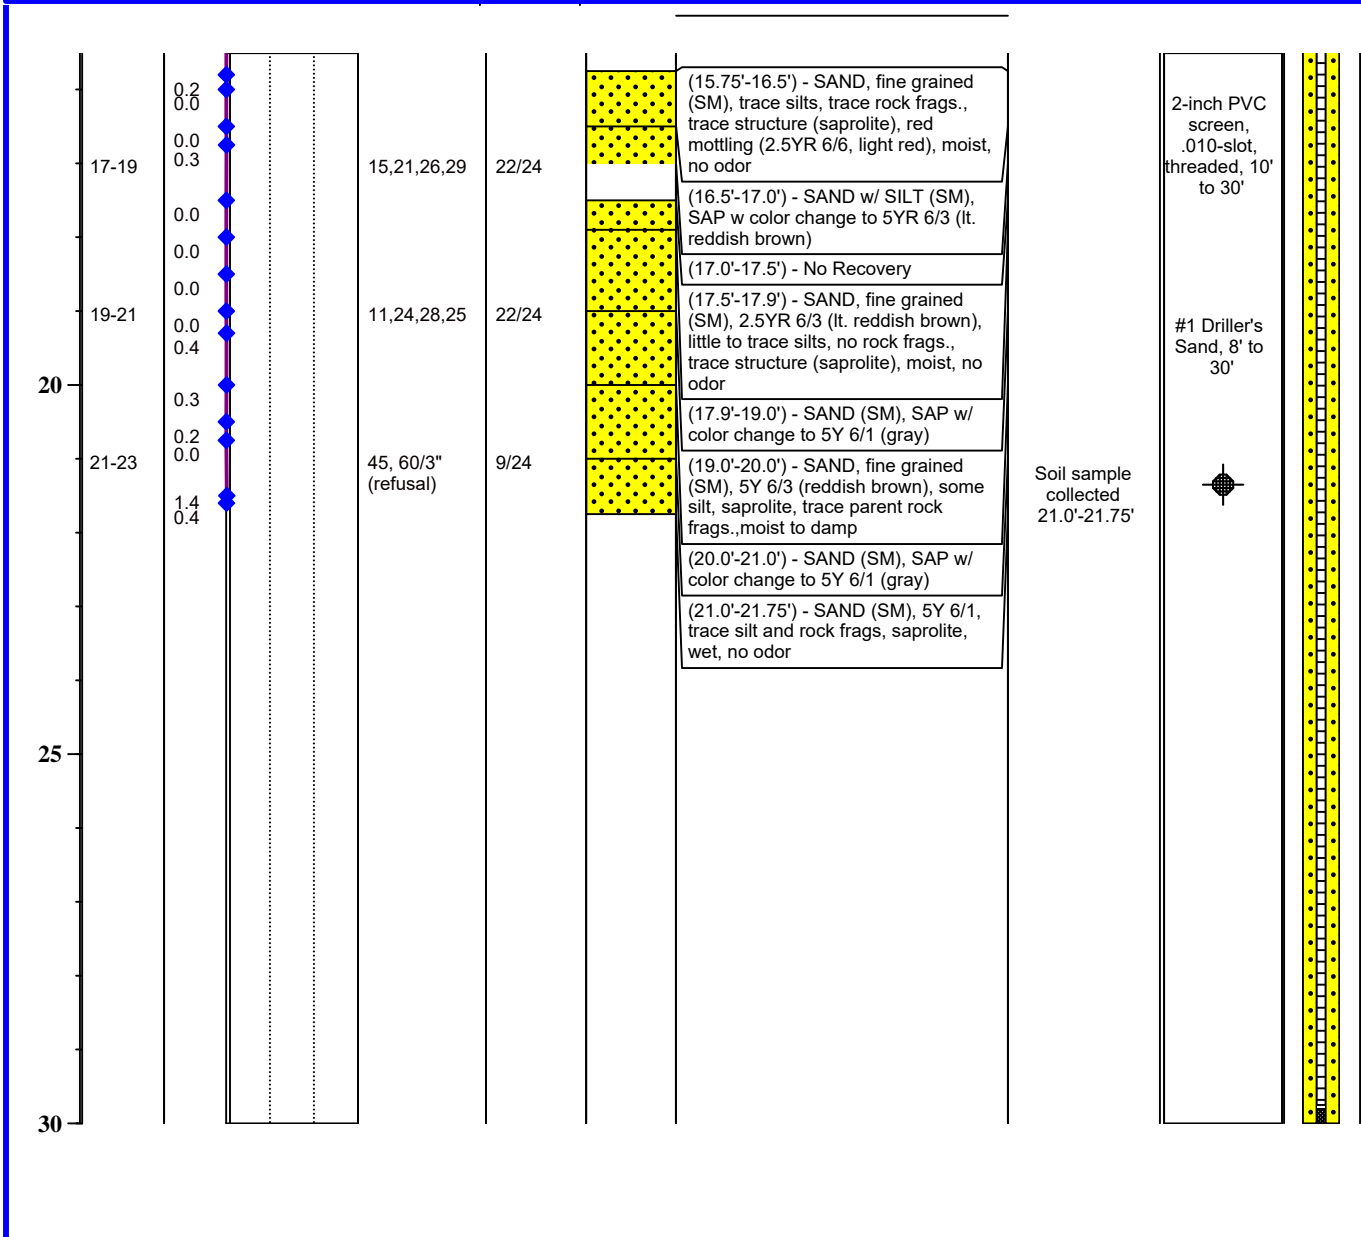 20
25
30
17-19
19-21
21-23
0.2
0.0
0.0
0.3
0.0
0.0
0.0
0.0
0.4
0.3
0.2
0.0
1.4
0.4
15,21,26,29
11,24,28,25
45, 60/3"
(refusal)
22/24
22/24
9/24
(15.75'-16.5') - SAND, fine grained
(SM), trace silts, trace rock frags.,
trace structure (saprolite), red
mottling (2.5YR 6/6, light red), moist,
no odor
(16.5'-17.0') - SAND w/ SILT (SM),
SAP w color change to 5YR 6/3 (lt.
reddish brown)
(17.0'-17.5') - No Recovery
(17.5'-17.9') - SAND, fine grained
(SM), 2.5YR 6/3 (lt. reddish brown),
little to trace silts, no rock frags.,
trace structure (saprolite), moist, no
odor
(17.9'-19.0') - SAND (SM), SAP w/
color change to 5Y 6/1 (gray)
(19.0'-20.0') - SAND, fine grained
(SM), 5Y 6/3 (reddish brown), some
silt, saprolite, trace parent rock
frags.,moist to damp
(20.0'-21.0') - SAND (SM), SAP w/
color change to 5Y 6/1 (gray)
(21.0'-21.75') - SAND (SM), 5Y 6/1,
trace silt and rock frags, saprolite,
wet, no odor
Soil sample
collected
21.0'-21.75'
2-inch PVC
screen,
.010-slot,
threaded, 10'
to 30'
#1 Driller's
Sand, 8' to
30'